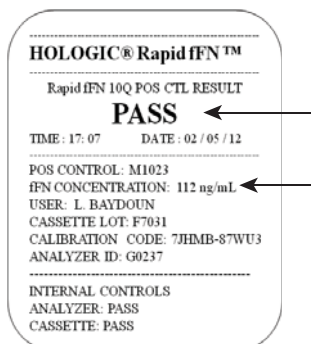 HOLOGIC® Rapid fFN ™
Rapid fFN 10Q POS CTL RESULT
PASS
TIME : 17: 07 DATE : 02 / 05 / 12
POS CONTROL: M1023
fFN CONCENTRATION: 112 ng/mL
USER: L. BAYDOUN
CASSETTE LOT: F7031
CALIBRATION CODE: 7JHMB-87WU3
ANALYZER ID: G0237
INTERNAL CONTROLS
ANALYZER: PASS
CASSETTE: PASS